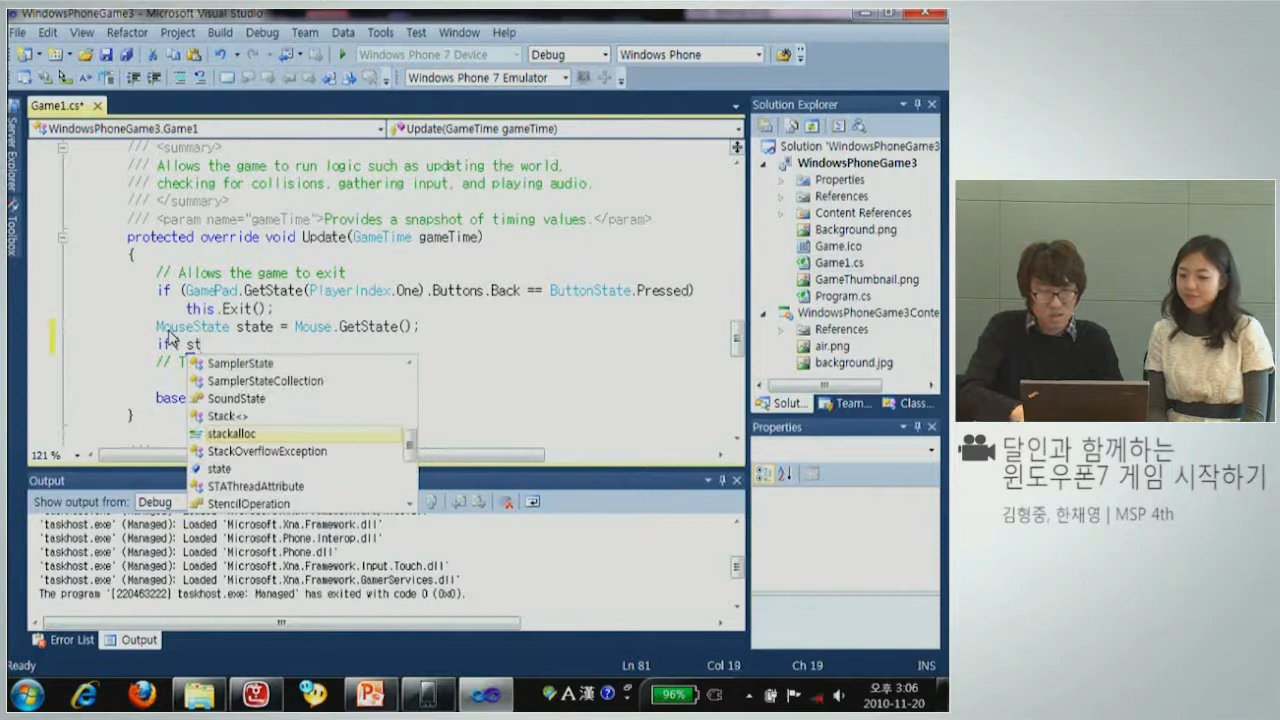 WindowsPhoneGame3 - Microsoft Visual Studio
File Edit View Refactor Project Build Debug Team Data Tools Test Window Help
Windows Phone 7 Device Debug Windows Phone
Windows Phone 7 Emulator
Server Explorer
Toolbox
Game1.cs*
WindowsPhoneGame3.Game1 Update(GameTime gameTime)
/// <summary>
/// Allows the game to run logic such as updating the world,
/// checking for collisions, gathering input, and playing audio.
/// </summary>
/// <param name="gameTime">Provides a snapshot of timing values.</param>
protected override void Update(GameTime gameTime)
{
// Allows the game to exit
if (GamePad.GetState(PlayerIndex.One).Buttons.Back == ButtonState.Pressed)
this.Exit();
MouseState state = Mouse.GetState();
if st
// T
base
}
SamplerState
SamplerStateCollection
SoundState
Stack<>
stackalloc
StackOverflowException
state
STAThreadAttribute
StencilOperation
121 %
Output
Show output from: Debug
'taskhost.exe' (Managed): Loaded 'Microsoft.Xna.Framework.dll'
'taskhost.exe' (Managed): Loaded 'Microsoft.Phone.Interop.dll'
'taskhost.exe' (Managed): Loaded 'Microsoft.Phone.dll'
'taskhost.exe' (Managed): Loaded 'Microsoft.Xna.Framework.Input.Touch.dll'
'taskhost.exe' (Managed): Loaded 'Microsoft.Xna.Framework.GamerServices.dll'
The program '[220463222] taskhost.exe: Managed' has exited with code 0 (0x0).
Error List Output
Ready Ln 81 Col 19 Ch 19 INS
Solution Explorer
Solution 'WindowsPhoneGame3
WindowsPhoneGame3
Properties
References
Content References
Background.png
Game.ico
Game1.cs
GameThumbnail.png
Program.cs
WindowsPhoneGame3Conte
References
air.png
background.jpg
Solut... Team... Class...
Properties
A 漢 96% 오후 3:06
2010-11-20
달인과 함께하는
윈도우폰7 게임 시작하기
김형중, 한채영 | MSP 4th